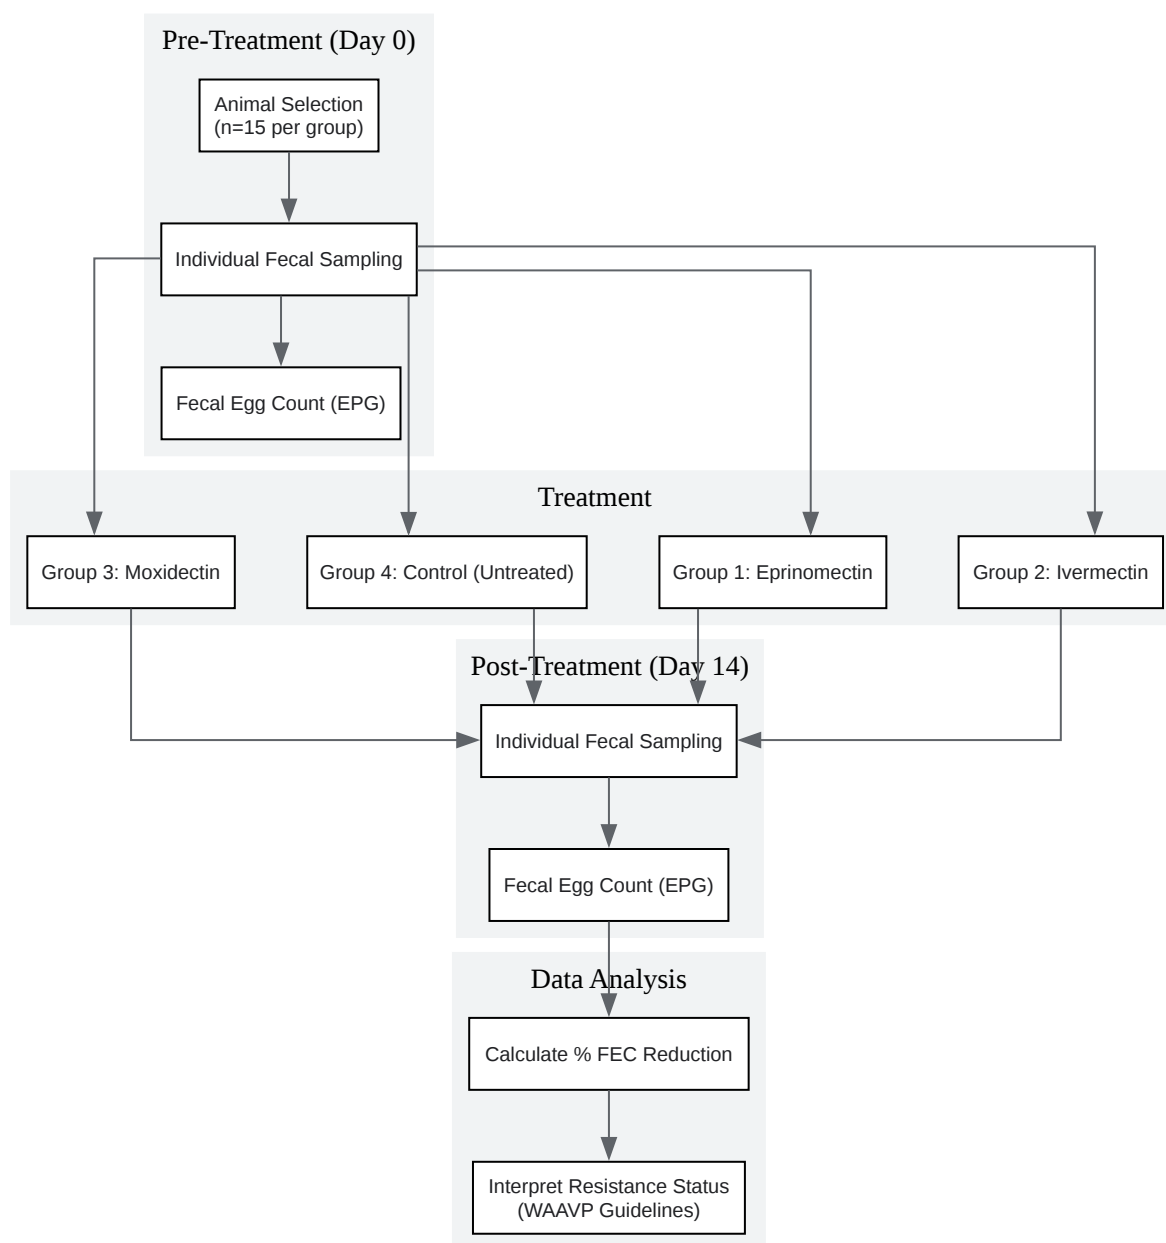 Pre-Treatment (Day 0)
Animal Selection
(n=15 per group)
Individual Fecal Sampling
Fecal Egg Count (EPG)
Treatment
Group 3: Moxidectin
Group 4: Control (Untreated)
Group 1: Eprinomectin
Group 2: Ivermectin
Post-Treatment (Day 14)
Individual Fecal Sampling
Fecal Egg Count (EPG)
Data Analysis
Calculate % FEC Reduction
Interpret Resistance Status
(WAAVP Guidelines)